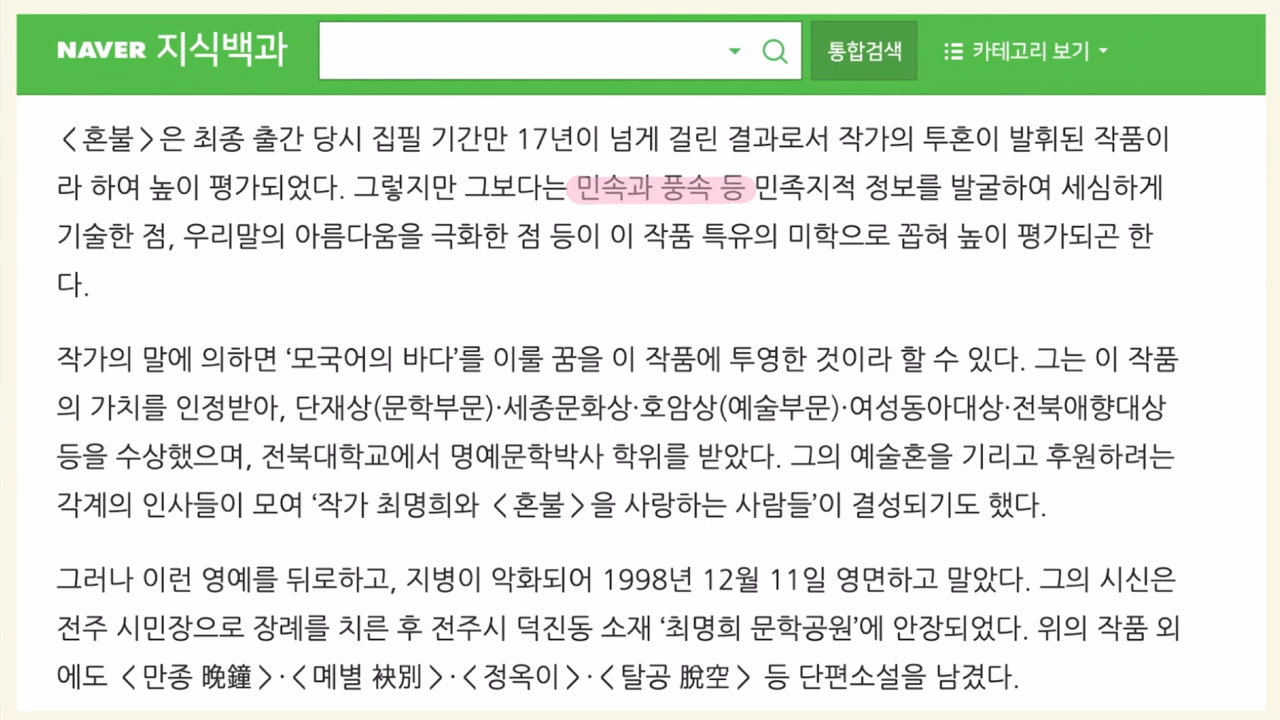 NAVER 지식백과 통합검색 카테고리 보기
<혼불>은 최종 출간 당시 집필 기간만 17년이 넘게 걸린 결과로서 작가의 투혼이 발휘된 작품이
라 하여 높이 평가되었다. 그렇지만 그보다는 민속과 풍속 등 민족지적 정보를 발굴하여 세심하게
기술한 점, 우리말의 아름다움을 극화한 점 등이 이 작품 특유의 미학으로 꼽혀 높이 평가되곤 한
다.
작가의 말에 의하면 ‘모국어의 바다’를 이룰 꿈을 이 작품에 투영한 것이라 할 수 있다. 그는 이 작품
의 가치를 인정받아, 단재상(문학부문)·세종문화상·호암상(예술부문)·여성동아대상·전북애향대상
등을 수상했으며, 전북대학교에서 명예문학박사 학위를 받았다. 그의 예술혼을 기리고 후원하려는
각계의 인사들이 모여 ‘작가 최명희와 <혼불>을 사랑하는 사람들’이 결성되기도 했다.
그러나 이런 영예를 뒤로하고, 지병이 악화되어 1998년 12월 11일 영면하고 말았다. 그의 시신은
전주 시민장으로 장례를 치른 후 전주시 덕진동 소재 ‘최명희 문학공원’에 안장되었다. 위의 작품 외
에도 <만종 晩鐘>·<몌별 袂別>·<정옥이>·<탈공 脫空> 등 단편소설을 남겼다.